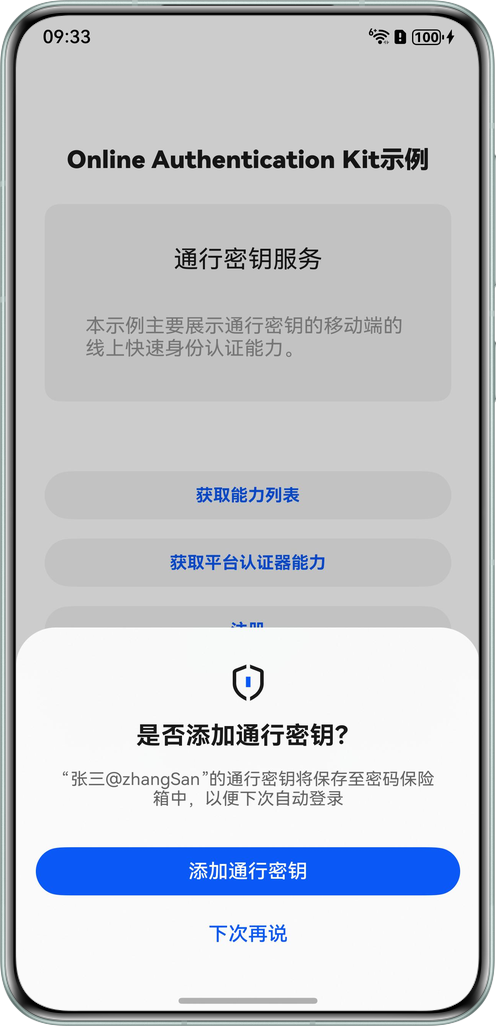 09:33
6
100
Online Authentication Kit示例
通行密钥服务
本示例主要展示通行密钥的移动端的
线上快速身份认证能力。
获取能力列表
获取平台认证器能力
注册
是否添加通行密钥?
“张三@zhangSan”的通行密钥将保存至密码保险
箱中，以便下次自动登录
添加通行密钥
下次再说